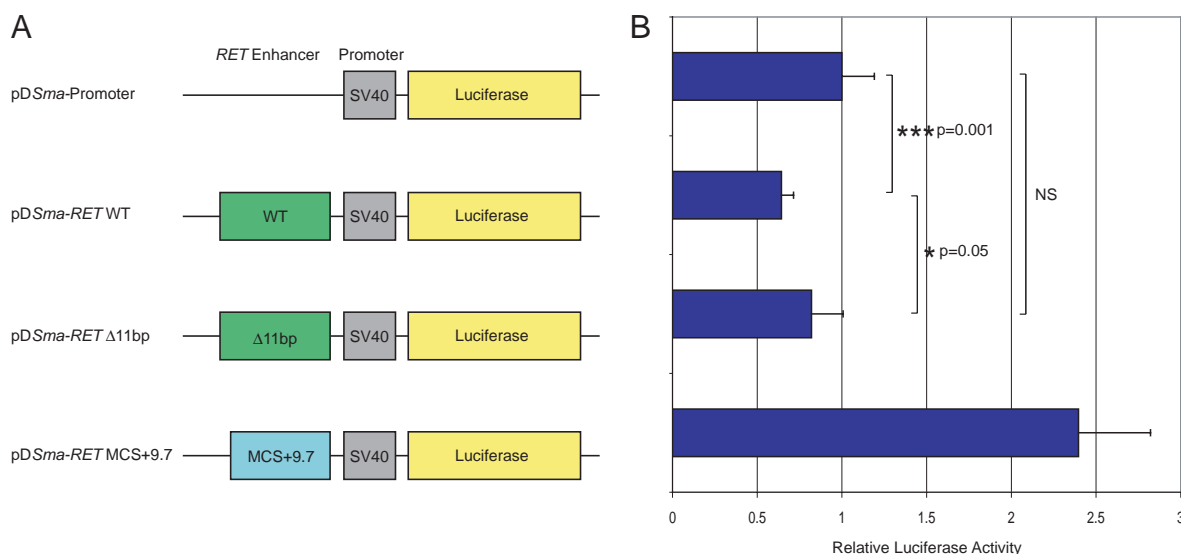 A
RET Enhancer
Promoter
pDSma-Promoter
SV40
Luciferase
pDSma-RET WT
WT
SV40
Luciferase
pDSma-RET Δ11bp
Δ11bp
SV40
Luciferase
pDSma-RET MCS+9.7
MCS+9.7
SV40
Luciferase
B
*** p=0.001
NS
* p=0.05
0
0.5
1
1.5
2
2.5
3
Relative Luciferase Activity